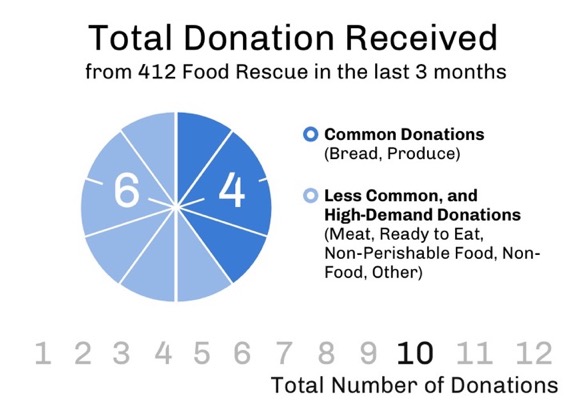 Total Donation Received
from 412 Food Rescue in the last 3 months
6
4
Common Donations
(Bread, Produce)
Less Common, and
High-Demand Donations
(Meat, Ready to Eat,
Non-Perishable Food, Non-
Food, Other)
1 2 3 4 5 6 7 8 9 10 11 12
Total Number of Donations